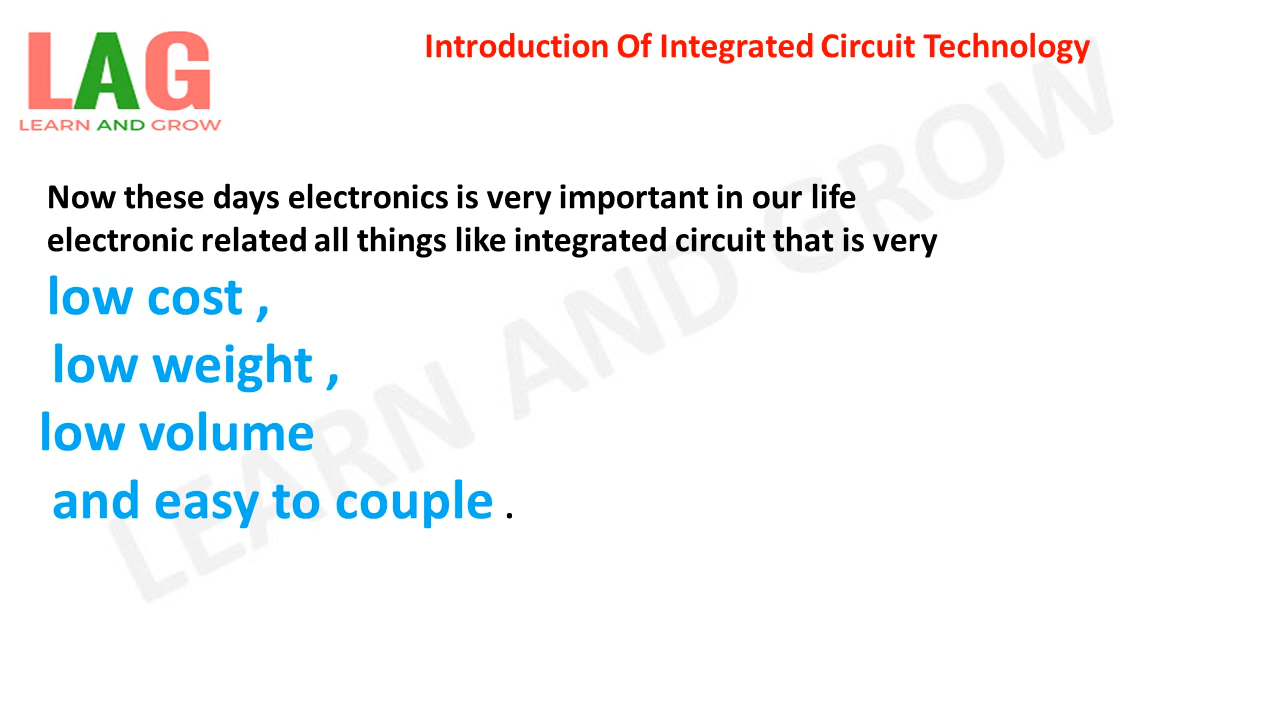 LAG
LEARN AND GROW
Introduction Of Integrated Circuit Technology
Now these days electronics is very important in our life
electronic related all things like integrated circuit that is very
low cost ,
low weight ,
low volume
and easy to couple .
LEARN AND GROW